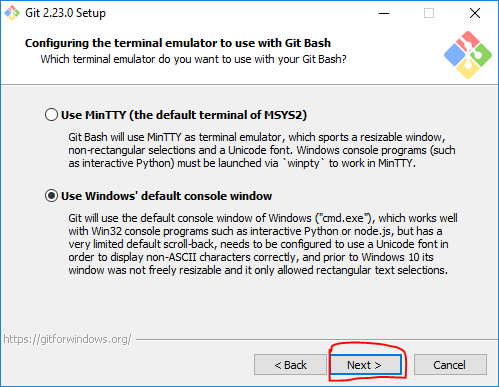 Git 2.23.0 Setup
Configuring the terminal emulator to use with Git Bash
Which terminal emulator do you want to use with your Git Bash?
Use MinTTY (the default terminal of MSYS2)
Git Bash will use MinTTY as terminal emulator, which sports a resizable window,
non-rectangular selections and a Unicode font. Windows console programs (such
as interactive Python) must be launched via `winpty` to work in MinTTY.
Use Windows' default console window
Git will use the default console window of Windows ("cmd.exe"), which works well
with Win32 console programs such as interactive Python or node.js, but has a
very limited default scroll-back, needs to be configured to use a Unicode font in
order to display non-ASCII characters correctly, and prior to Windows 10 its
window was not freely resizable and it only allowed rectangular text selections.
https://gitforwindows.org/
< Back
Next >
Cancel